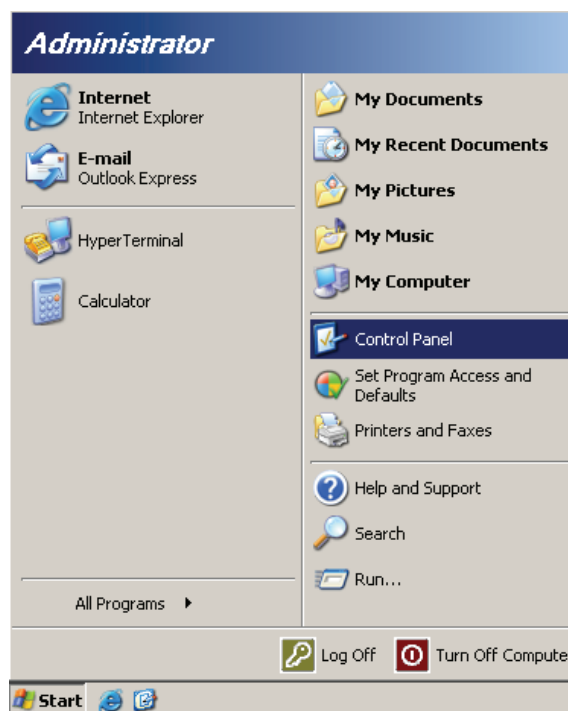 Administrator
Internet
Internet Explorer
E-mail
Outlook Express
HyperTerminal
Calculator
All Programs
My Documents
My Recent Documents
My Pictures
My Music
My Computer
Control Panel
Set Program Access and
Defaults
Printers and Faxes
Help and Support
Search
Run...
Log Off
Turn Off Compute
Start